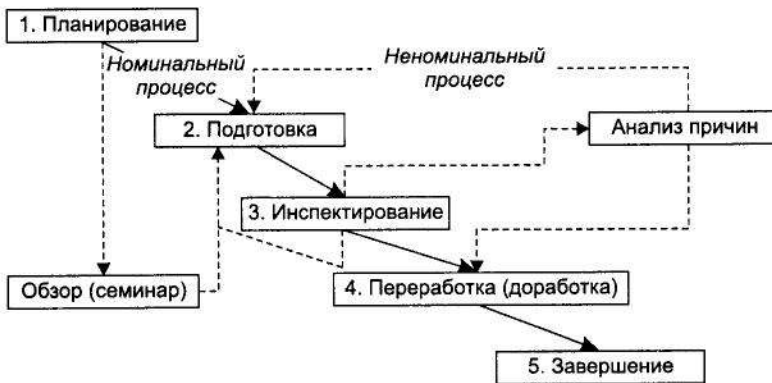 1. Планирование
Номинальный
процесс
Неноминальный
процесс
2. Подготовка
Анализ причин
3. Инспектирование
Обзор (семинар)
4. Переработка (доработка)
5. Завершение